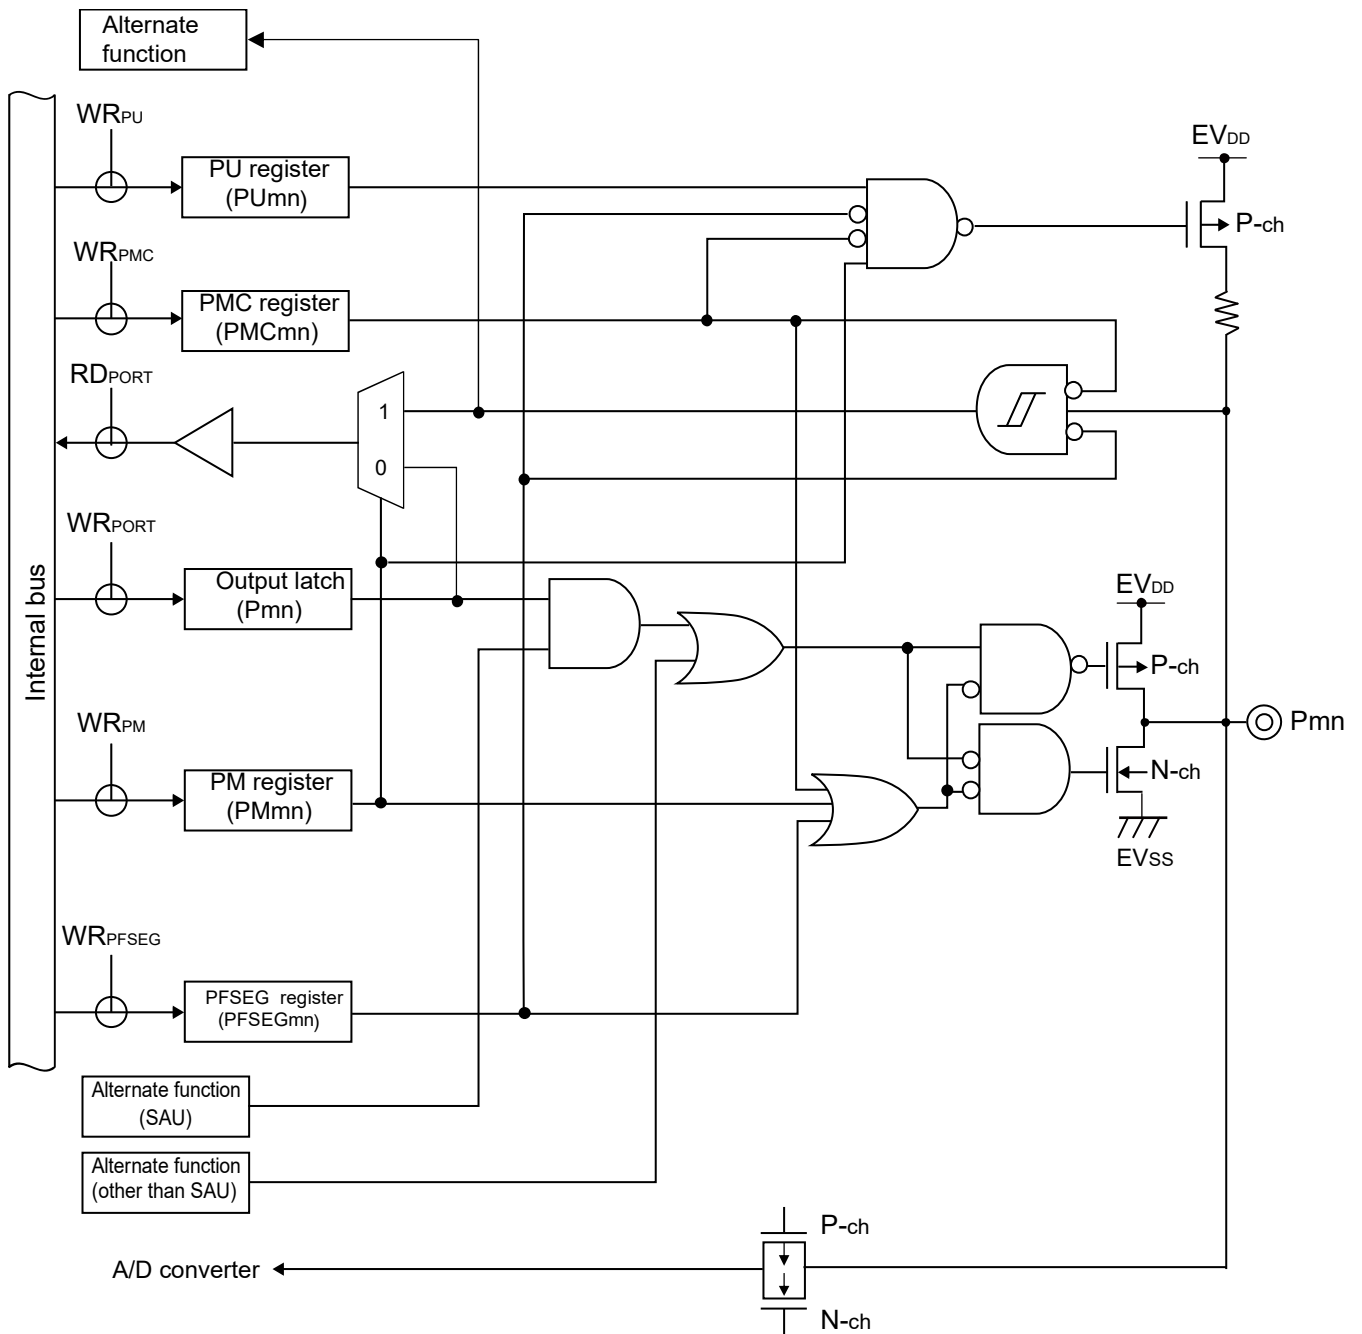 Alternate
function
WRPU
PU register
(PUmn)
EVDD
P-ch
WRPMC
PMC register
(PMCmn)
RDPORT
1
0
WRPORT
Output latch
(Pmn)
Internal bus
EVDD
P-ch
Pmn
N-ch
EVSS
WRPM
PM register
(PMmn)
WRPFSEG
PFSEG register
(PFSEGmn)
Alternate function
(SAU)
Alternate function
(other than SAU)
P-ch
A/D converter
N-ch